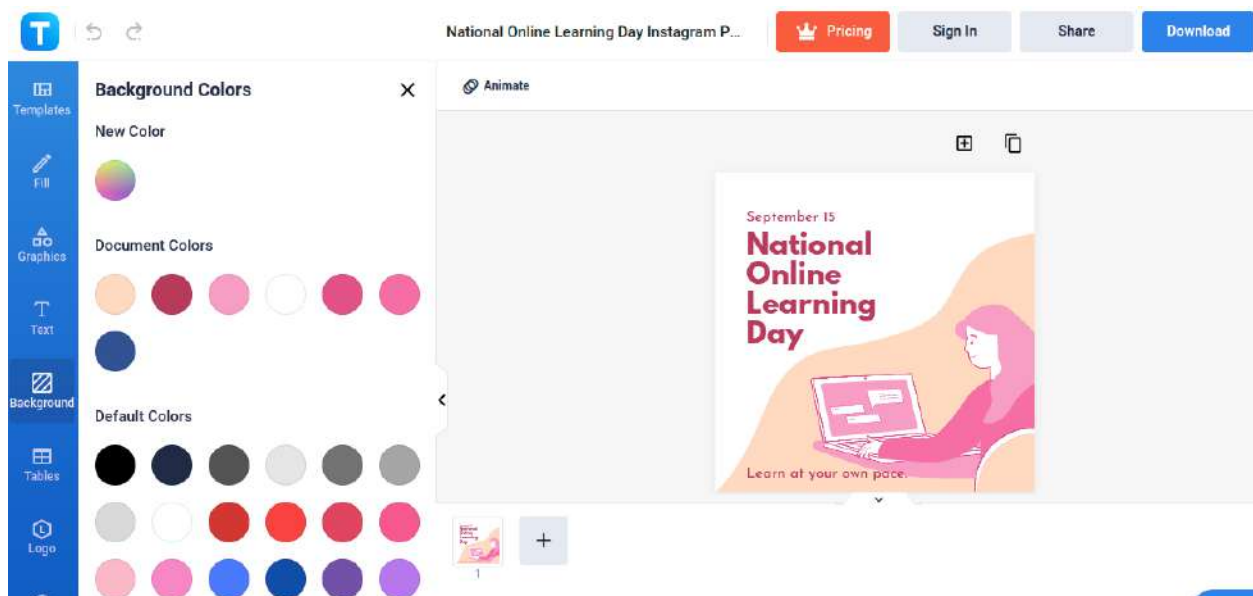 T
National Online Learning Day Instagram P...
Pricing
Sign In
Share
Download
Templates
Fill
Graphics
Text
Background
Tables
Logo
Background Colors
New Color
Document Colors
Default Colors
Animate
September 15
National
Online
Learning
Day
Learn at your own pace.
1